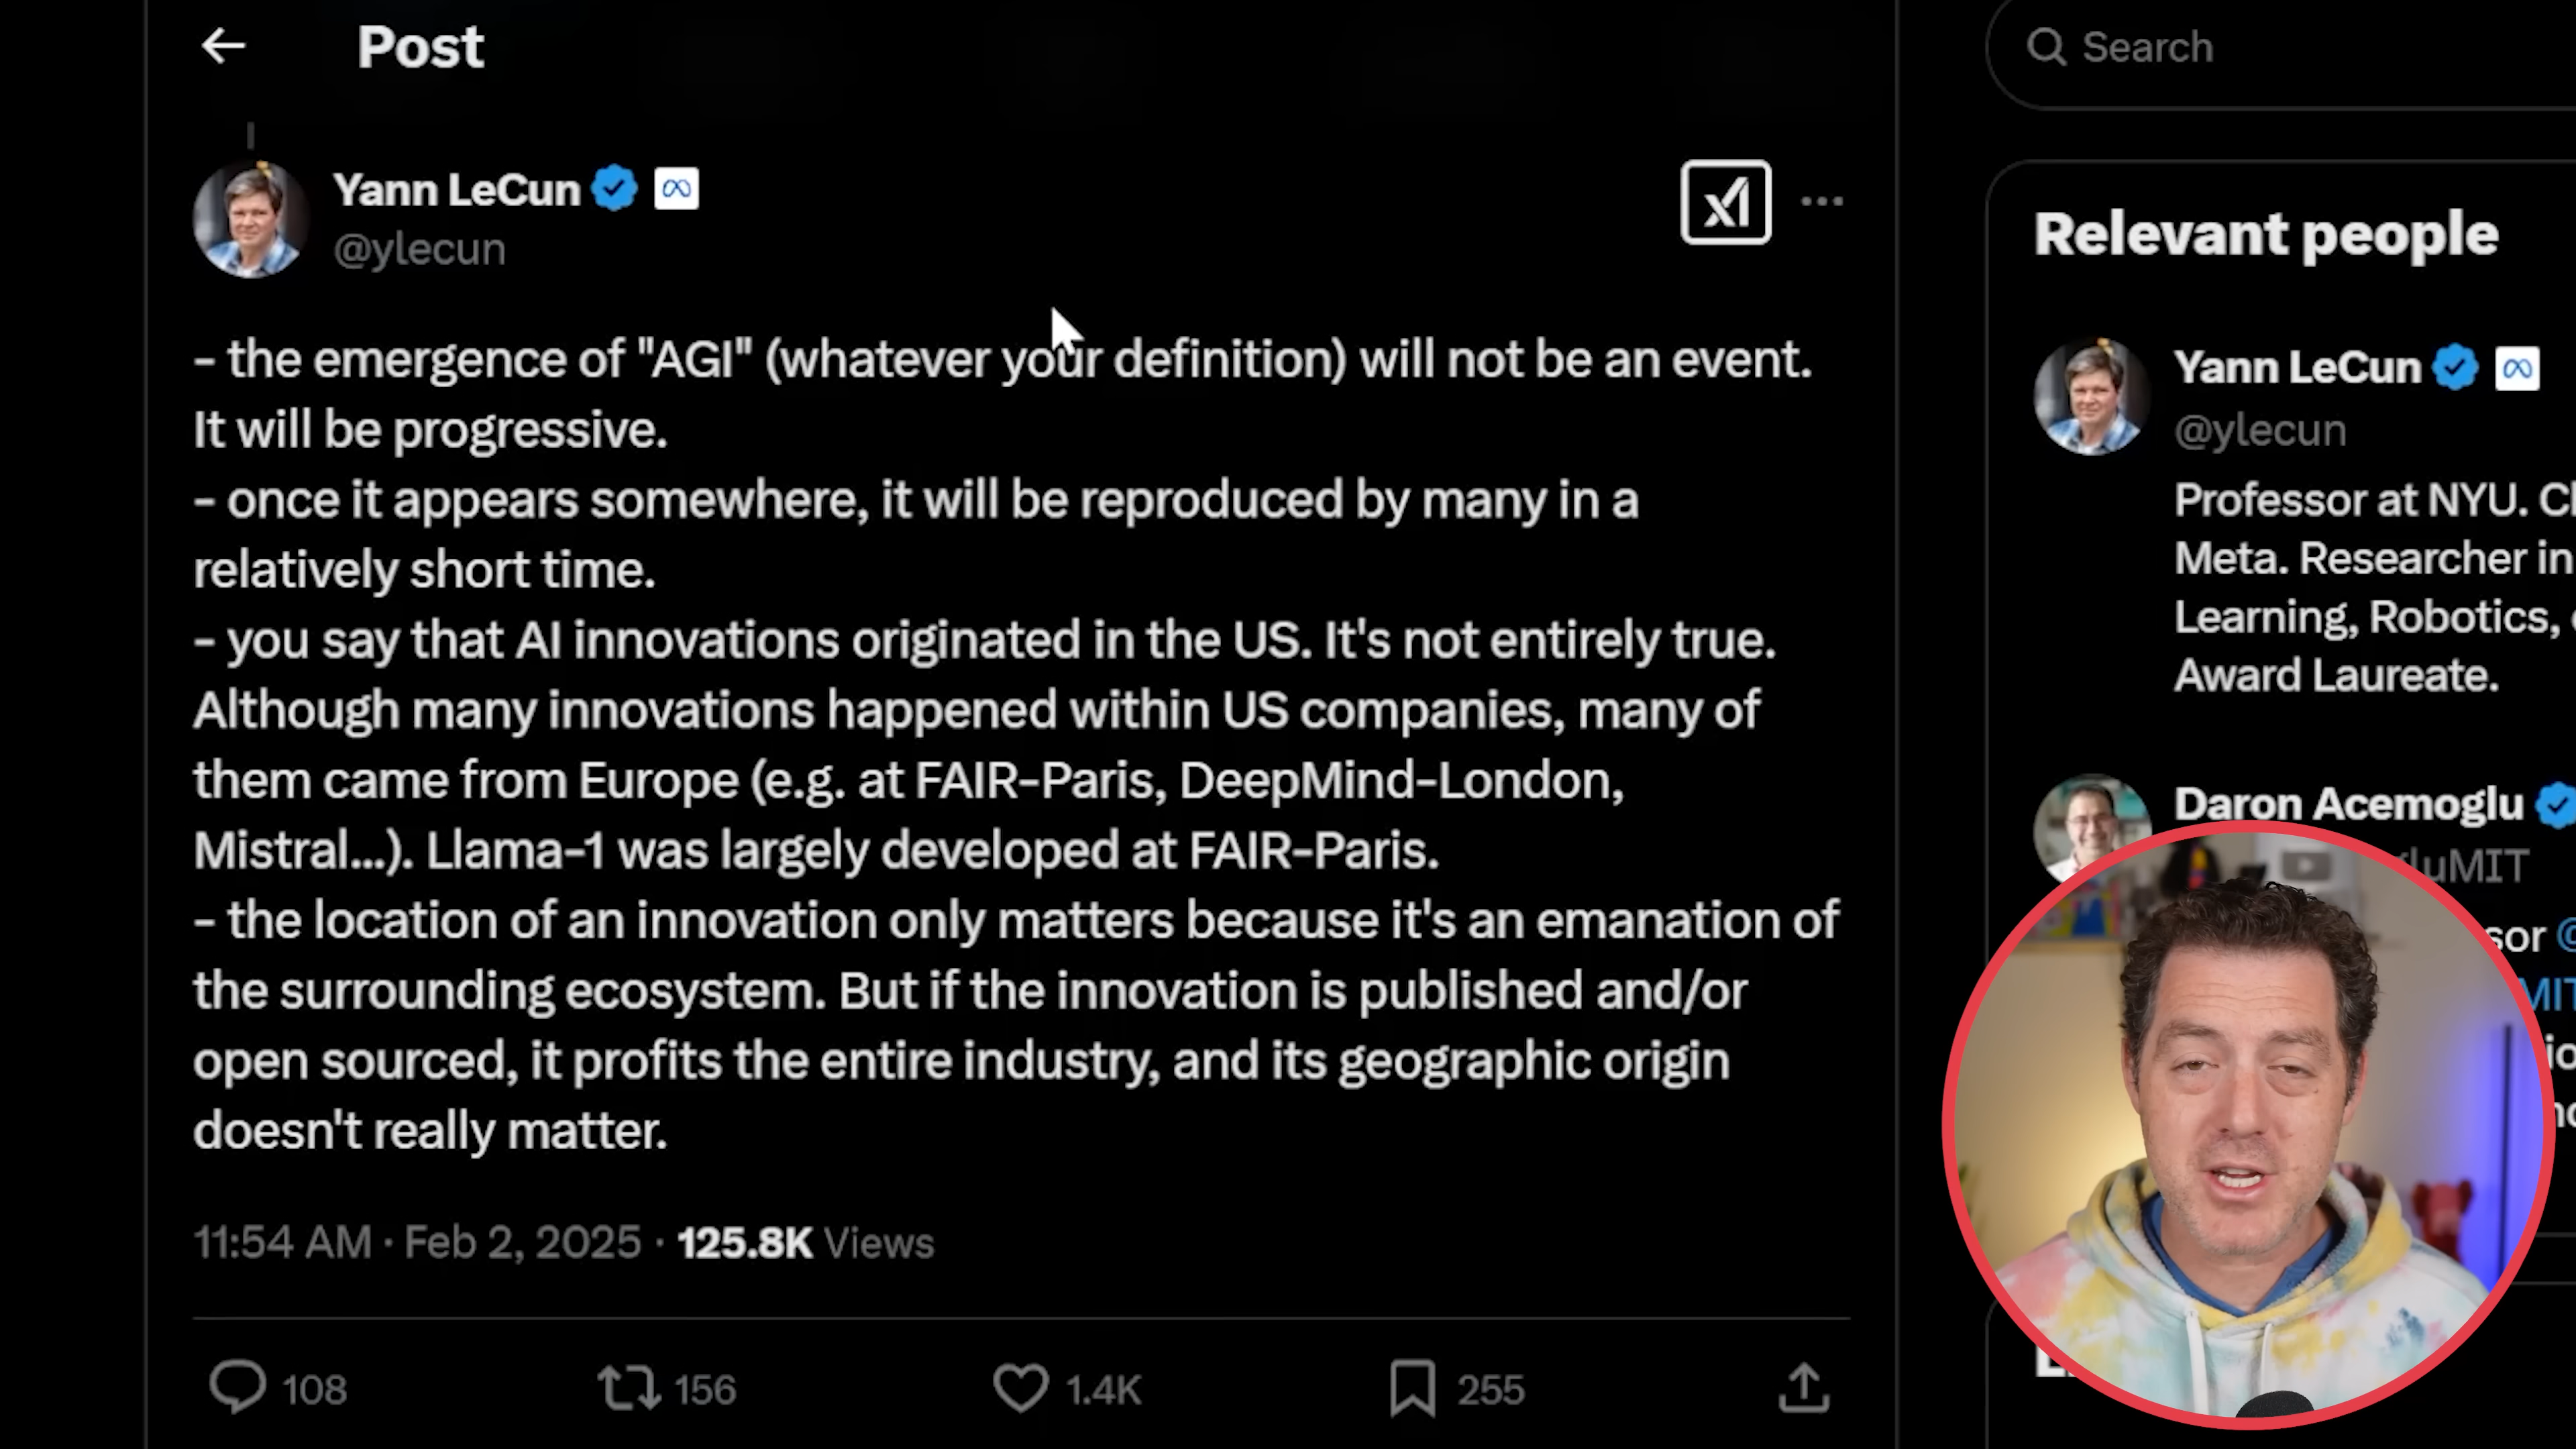 Post
Yann LeCun
@ylecun
- the emergence of "AGI" (whatever your definition) will not be an event.
It will be progressive.
- once it appears somewhere, it will be reproduced by many in a
relatively short time.
- you say that AI innovations originated in the US. It's not entirely true.
Although many innovations happened within US companies, many of
them came from Europe (e.g. at FAIR-Paris, DeepMind-London,
Mistral...). Llama-1 was largely developed at FAIR-Paris.
- the location of an innovation only matters because it's an emanation of
the surrounding ecosystem. But if the innovation is published and/or
open sourced, it profits the entire industry, and its geographic origin
doesn't really matter.
11:54 AM · Feb 2, 2025 · 125.8K Views
108 156 1.4K 255
Search
Relevant people
Yann LeCun
@ylecun
Professor at NYU.
Meta. Researcher in
Learning, Robotics,
Award Laureate.
Daron Acemoglu